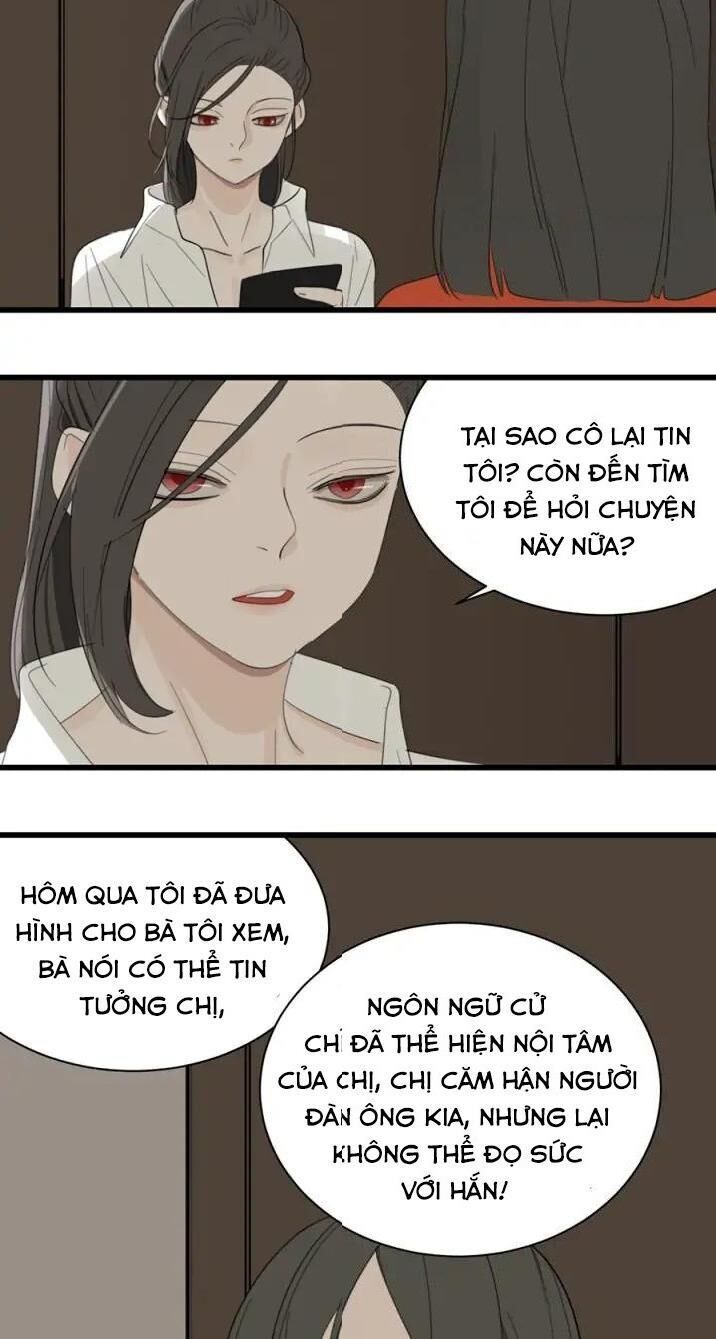 TẠI SAO CÔ LẠI TIN
TÔI? CÒN ĐẾN TÌM
TÔI ĐỂ HỎI CHUYỆN
NÀY NỮA?
HÔM QUA TÔI ĐÃ ĐƯA
HÌNH CHO BÀ TÔI XEM,
BÀ NÓI CÓ THỂ TIN
TƯỞNG CHỊ,
NGÔN NGỮ CỬ
CHỈ ĐÃ THỂ HIỆN NỘI TÂM
CỦA CHỊ, CHỊ CĂM HẬN NGƯỜI
ĐÀN ÔNG KIA, NHƯNG LẠI
KHÔNG THỂ ĐỌ SỨC
VỚI HẮN!